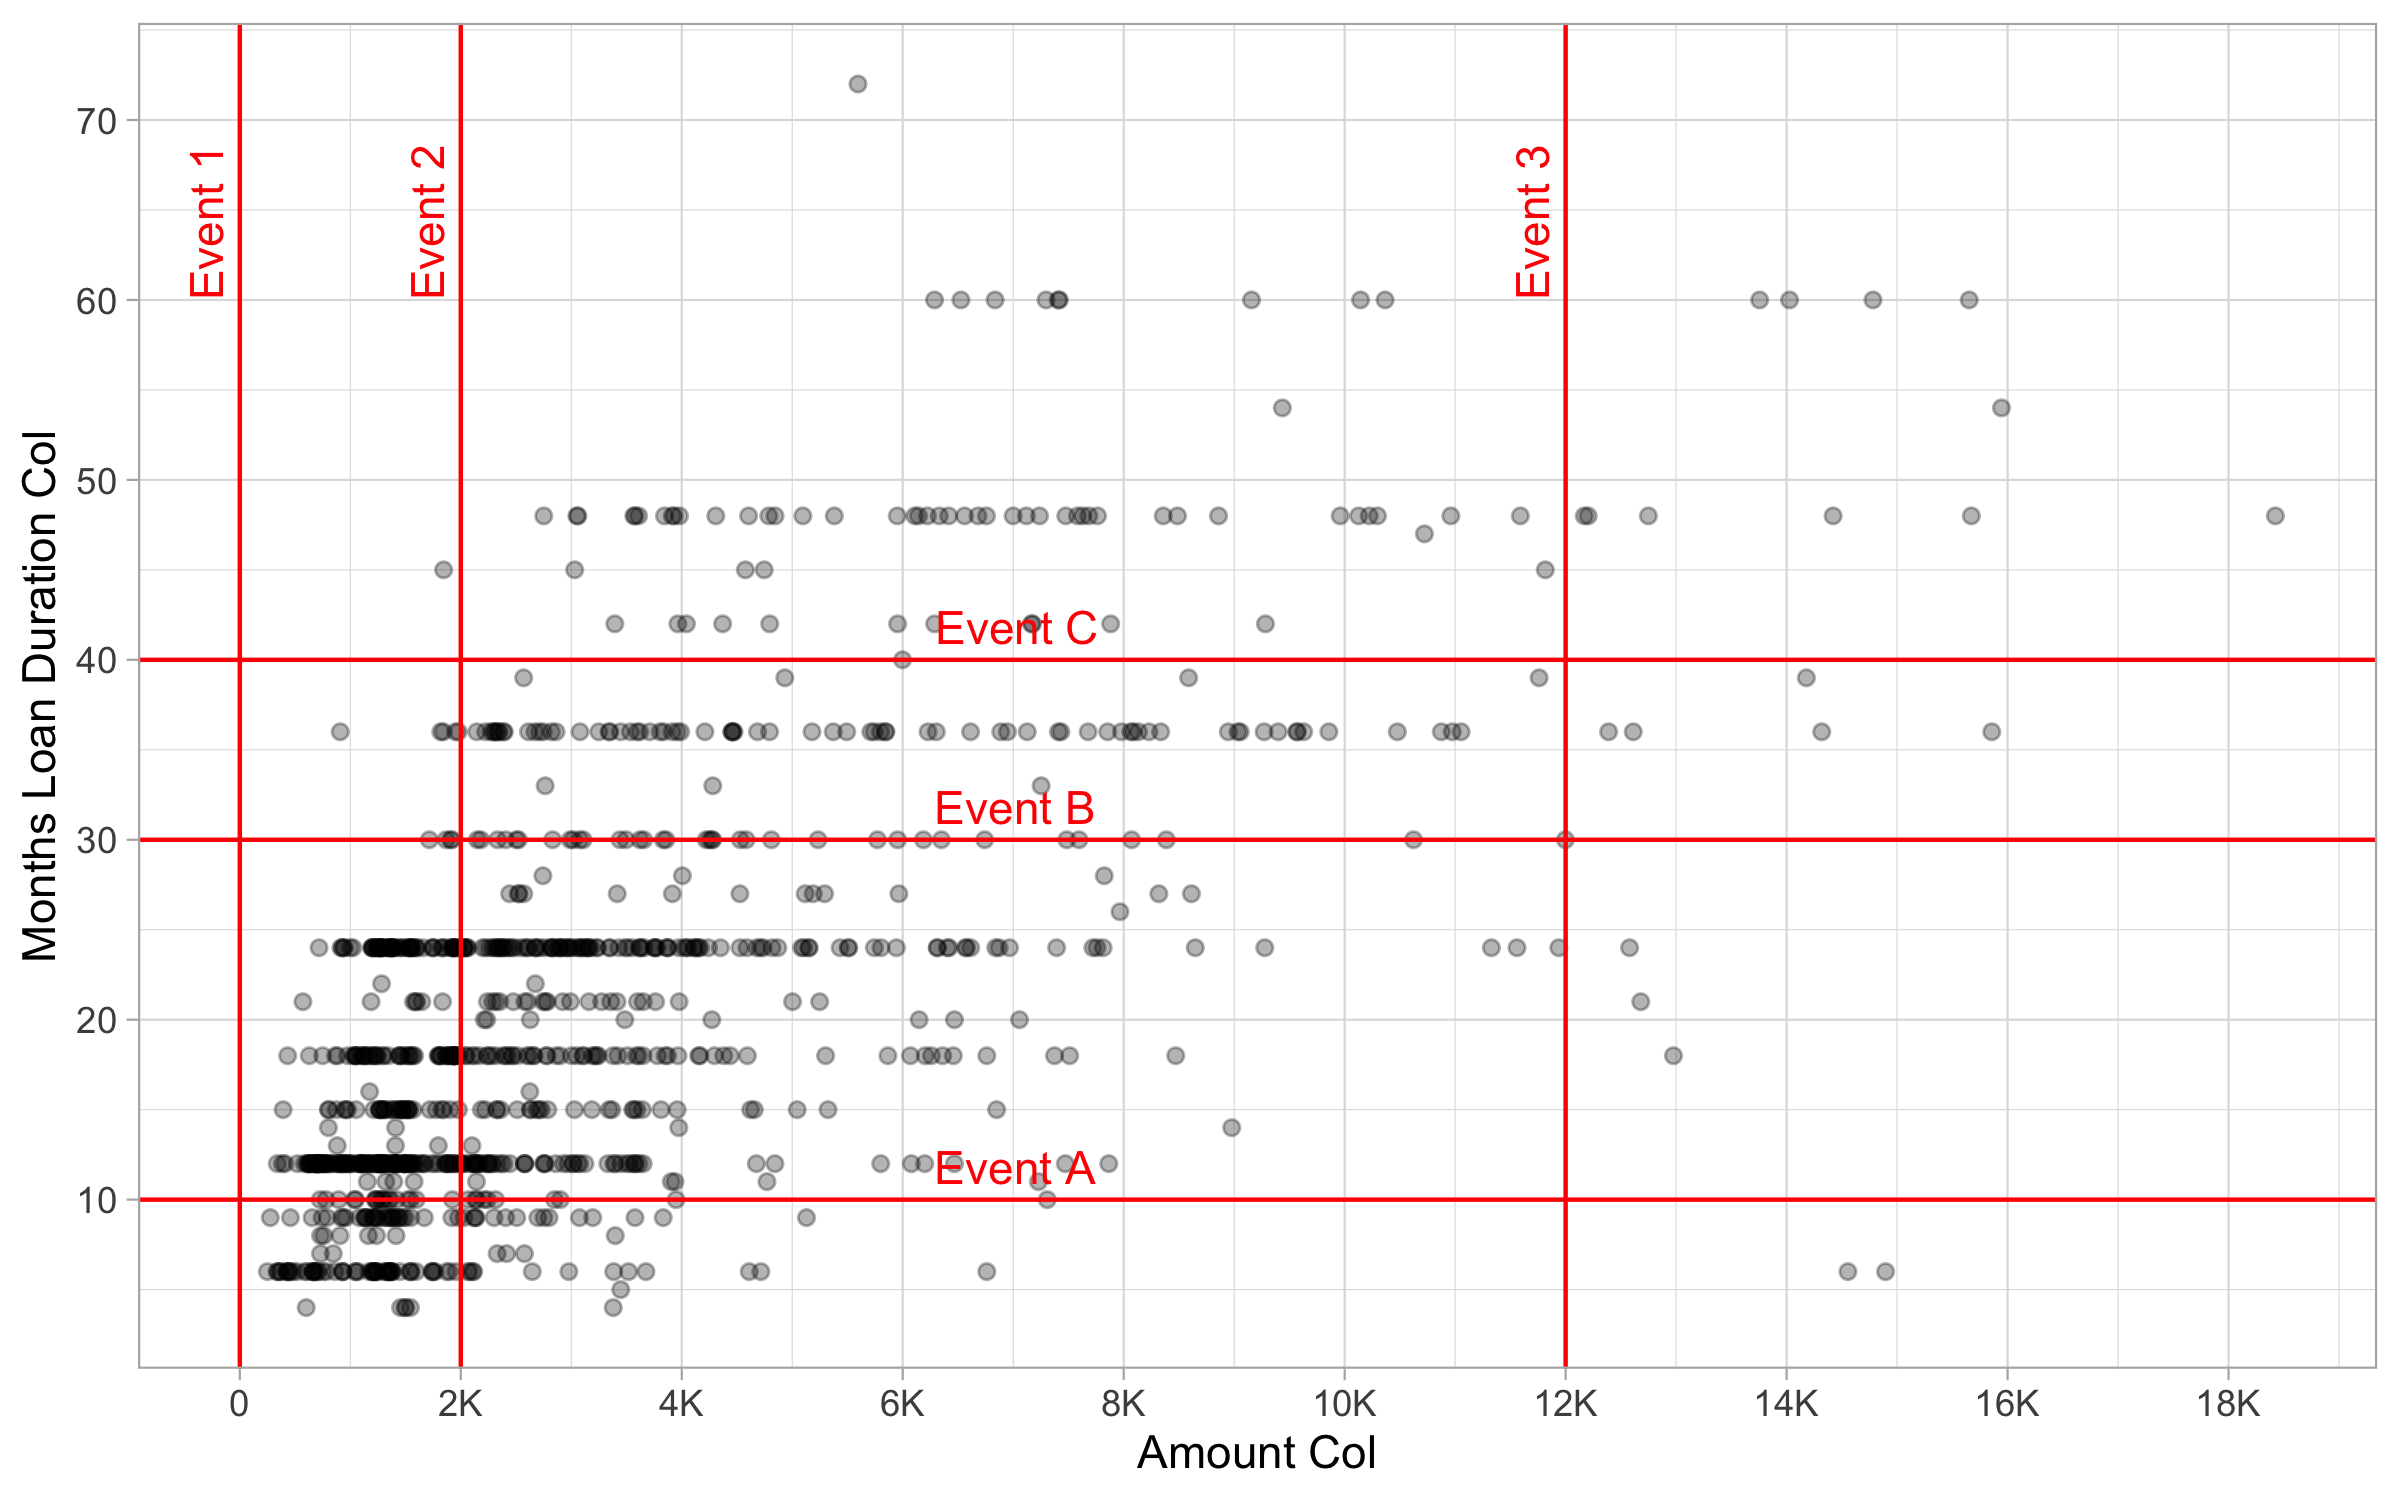 70
60
50
40
30
20
10
Months Loan Duration Col
Event 1
Event 2
Event 3
Event C
Event B
Event A
0 2K 4K 6K 8K 10K 12K 14K 16K 18K
Amount Col